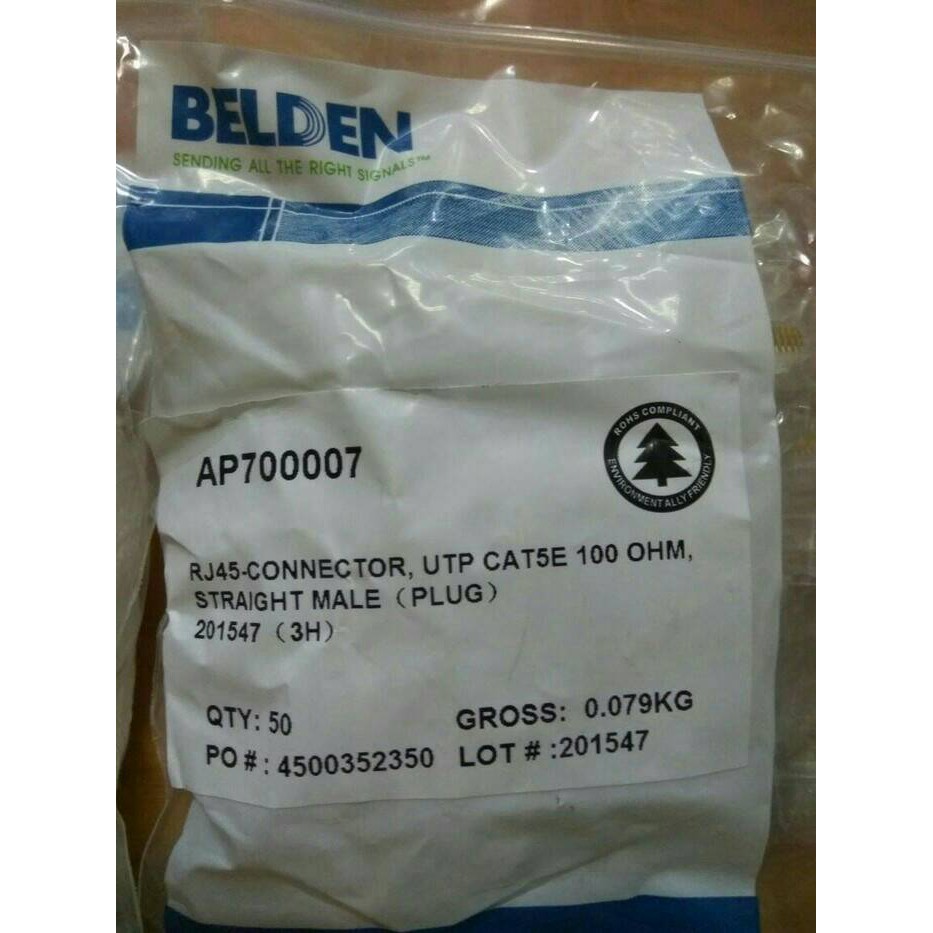 BELDEN
SENDING ALL THE RIGHT SIGNALS™
AP700007
ROHS COMPLIANT
ENVIRONMENTALLY FRIENDLY
RJ45-CONNECTOR, UTP CAT5E 100 OHM,
STRAIGHT MALE（PLUG）
201547（3H）
QTY: 50 GROSS: 0.079KG
PO #: 4500352350 LOT # :201547